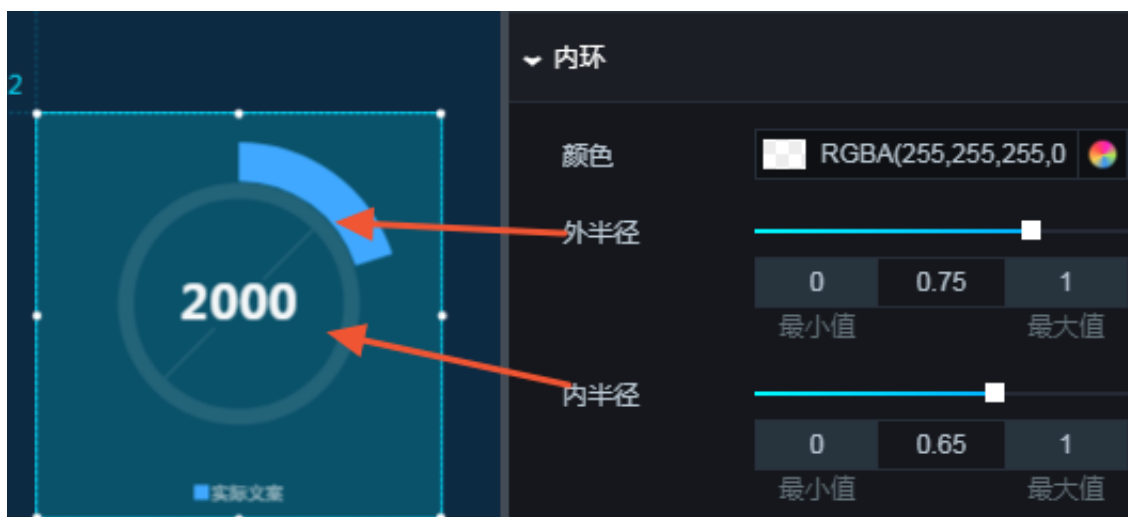 2
2000
实际文案
内环
颜色
RGBA(255,255,255,0
外半径
0 0.75 1
最小值 最大值
内半径
0 0.65 1
最小值 最大值